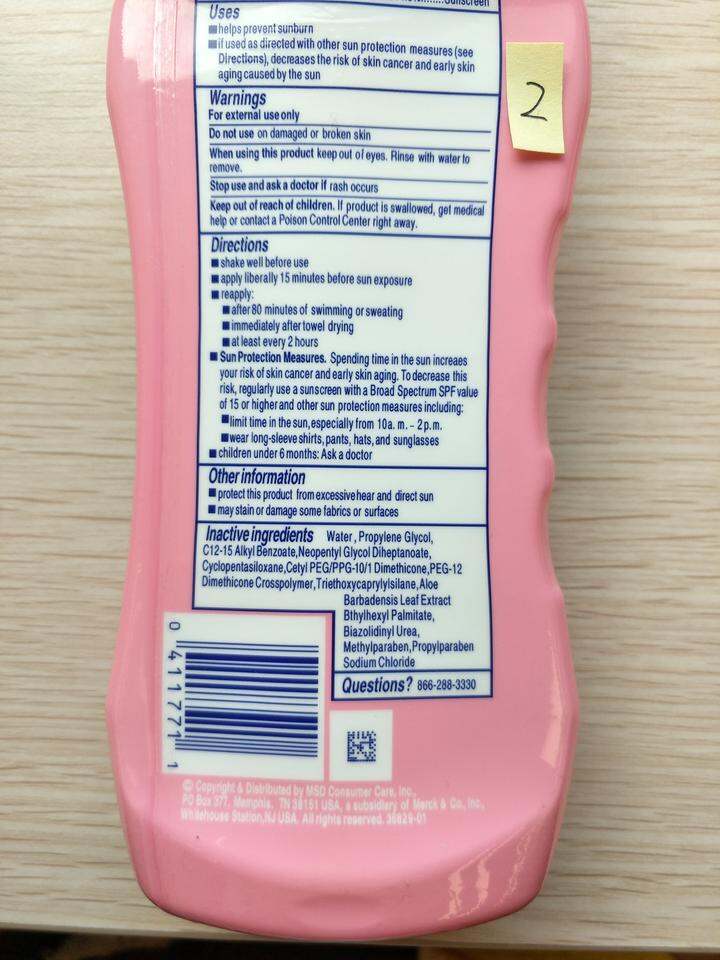 Sunscreen
Uses
■ helps prevent sunburn
■ if used as directed with other sun protection measures (see
Directions), decreases the risk of skin cancer and early skin
aging caused by the sun
2
Warnings
For external use only
Do not use on damaged or broken skin
When using this product keep out of eyes. Rinse with water to
remove.
Stop use and ask a doctor if rash occurs
Keep out of reach of children. If product is swallowed, get medical
help or contact a Poison Control Center right away.
Directions
■ shake well before use
■ apply liberally 15 minutes before sun exposure
■ reapply:
■ after 80 minutes of swimming or sweating
■ immediately after towel drying
■ at least every 2 hours
■ Sun Protection Measures. Spending time in the sun increaes
your risk of skin cancer and early skin aging. To decrease this
risk, regularly use a sunscreen with a Broad Spectrum SPF value
of 15 or higher and other sun protection measures including:
■ limit time in the sun, especially from 10a. m. - 2p.m.
■ wear long-sleeve shirts, pants, hats, and sunglasses
■ children under 6 months: Ask a doctor
Other information
■ protect this product from excessive hear and direct sun
■ may stain or damage some fabrics or surfaces
Inactive ingredients Water, Propylene Glycol,
C12-15 Alkyl Benzoate, Neopentyl Glycol Diheptanoate,
Cyclopentasiloxane, Cetyl PEG/PPG-10/1 Dimethicone, PEG-12
Dimethicone Crosspolymer, Triethoxycaprylylsilane, Aloe
Barbadensis Leaf Extract
Bthylhexyl Palmitate,
Biazolidinyl Urea,
Methylparaben, Propylparaben
Sodium Chloride
Questions? 866-288-3330
0 411771 1
© Copyright & Distributed by MSD Consumer Care, Inc.,
PO Box 377, Memphis, TN 38151 USA, a subsidiery of Merck & Co., Inc.,
Whitehouse Station, NJ USA. All rights reserved. 36829-01